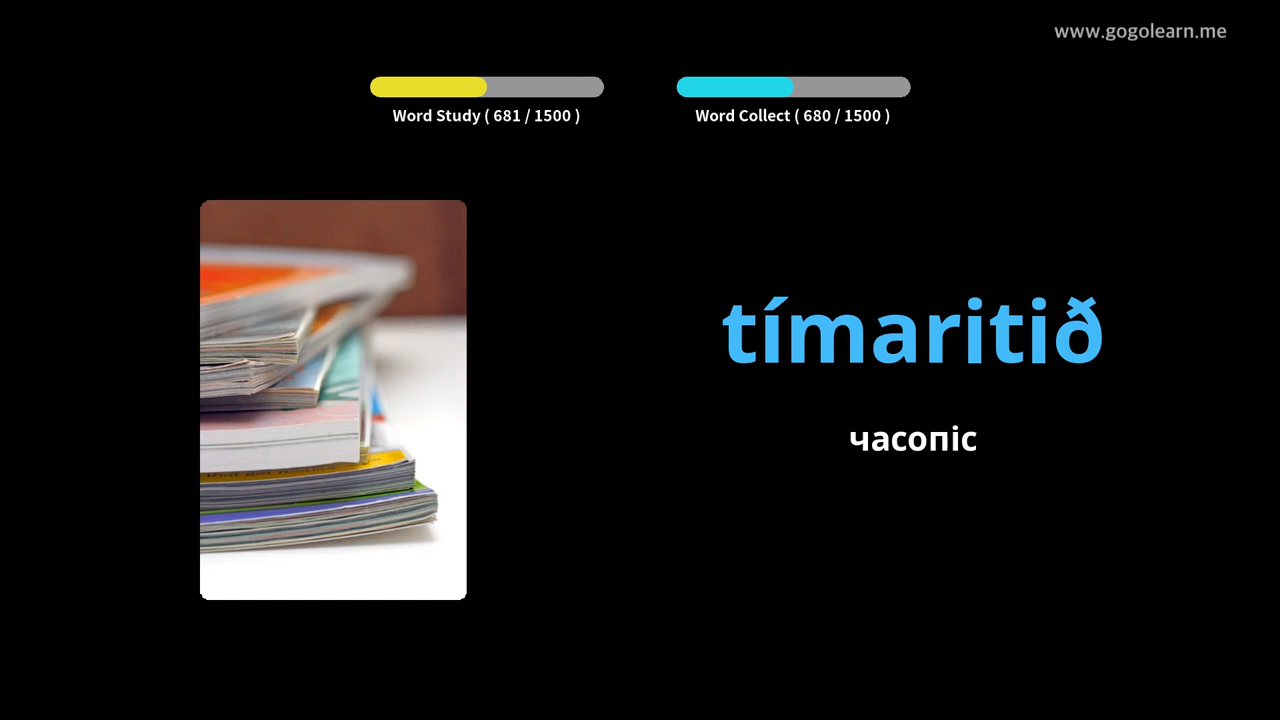 www.gogolearn.me
Word Study ( 681 / 1500 )
Word Collect ( 680 / 1500 )
tímaritið
часопіс